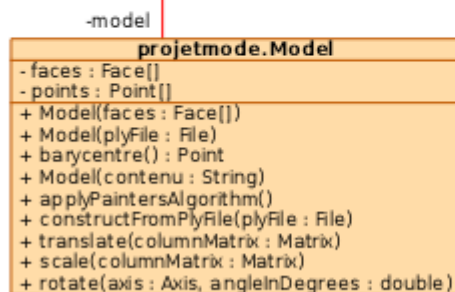 -model
projetmode.Model
- faces : Face[]
- points : Point[]
+ Model(faces : Face[])
+ Model(plyFile : File)
+ barycentre() : Point
+ Model(contenu : String)
+ applyPaintersAlgorithm()
+ constructFromPlyFile(plyFile : File)
+ translate(columnMatrix : Matrix)
+ scale(columnMatrix : Matrix)
+ rotate(axis : Axis, angleInDegrees : double)